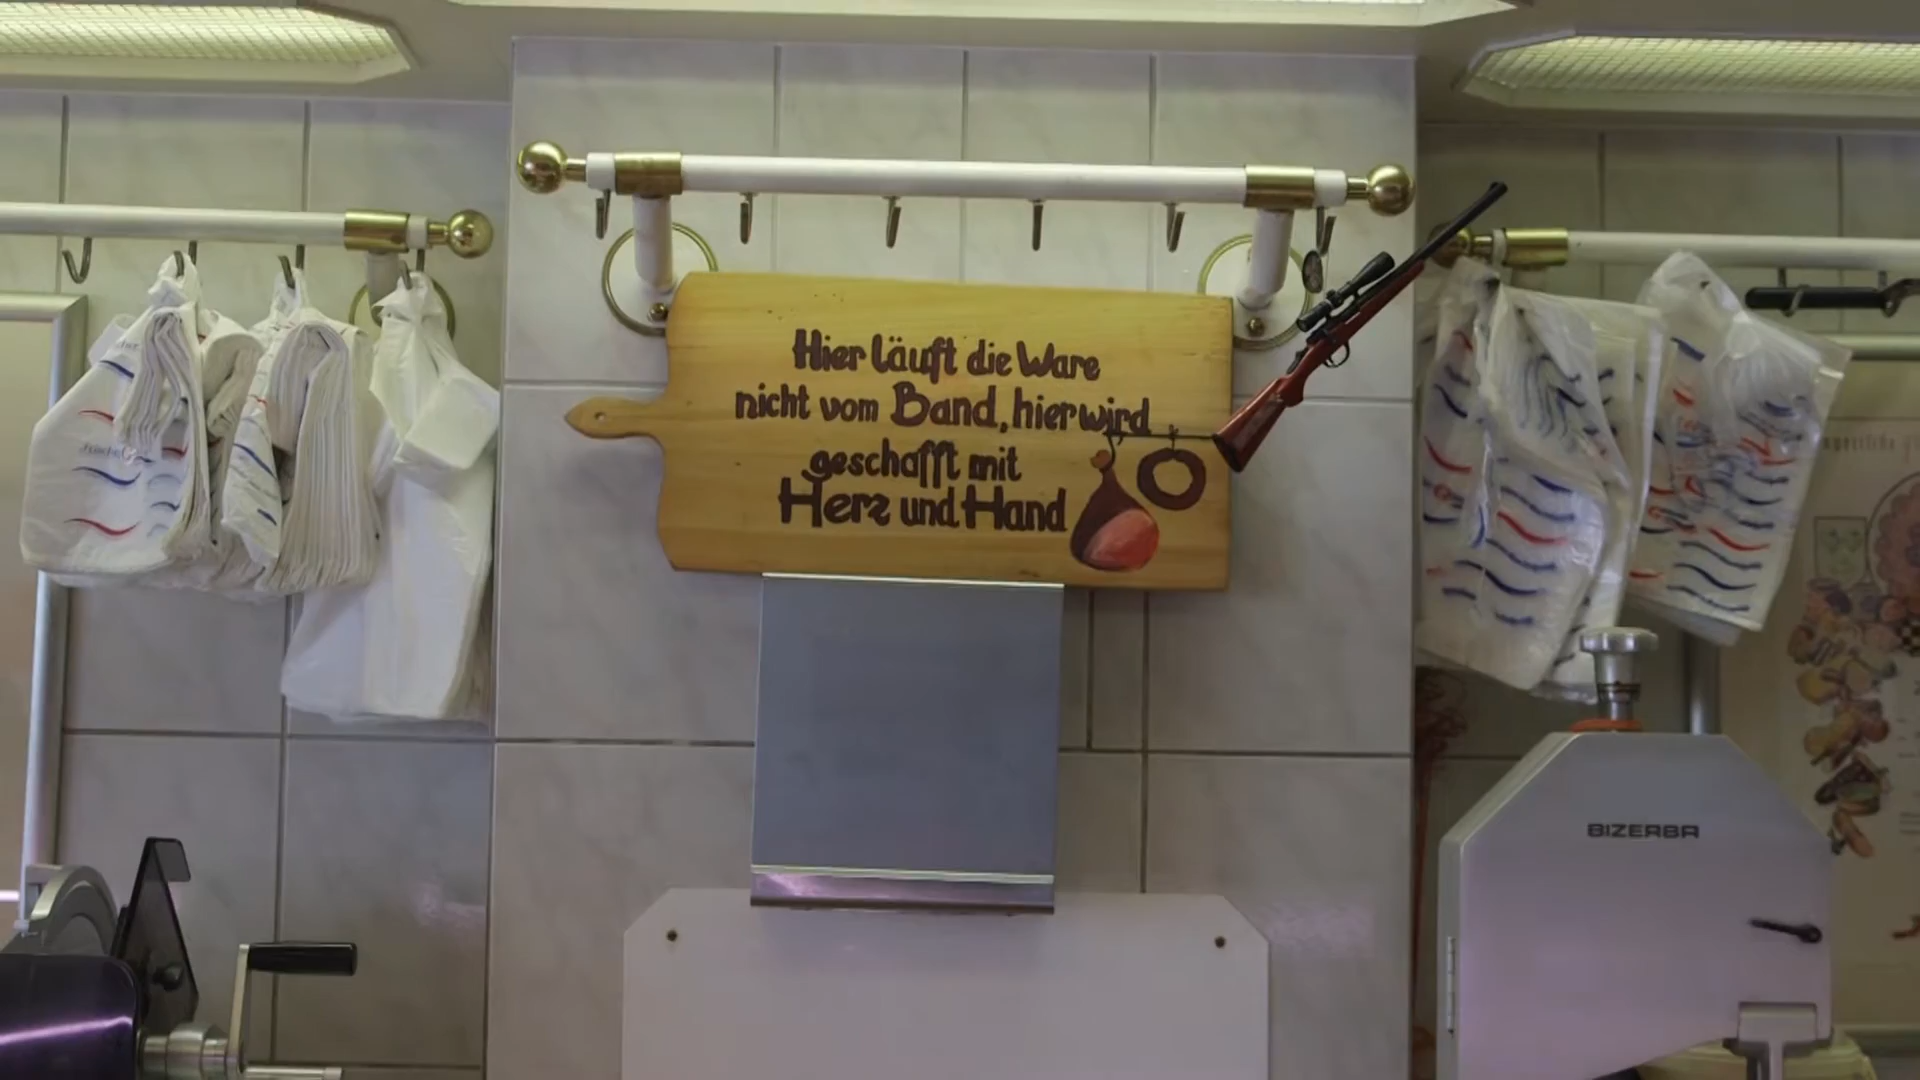 Hier läuft die Ware
nicht vom Band, hier wird
geschafft mit
Herz und Hand
BIZERBA